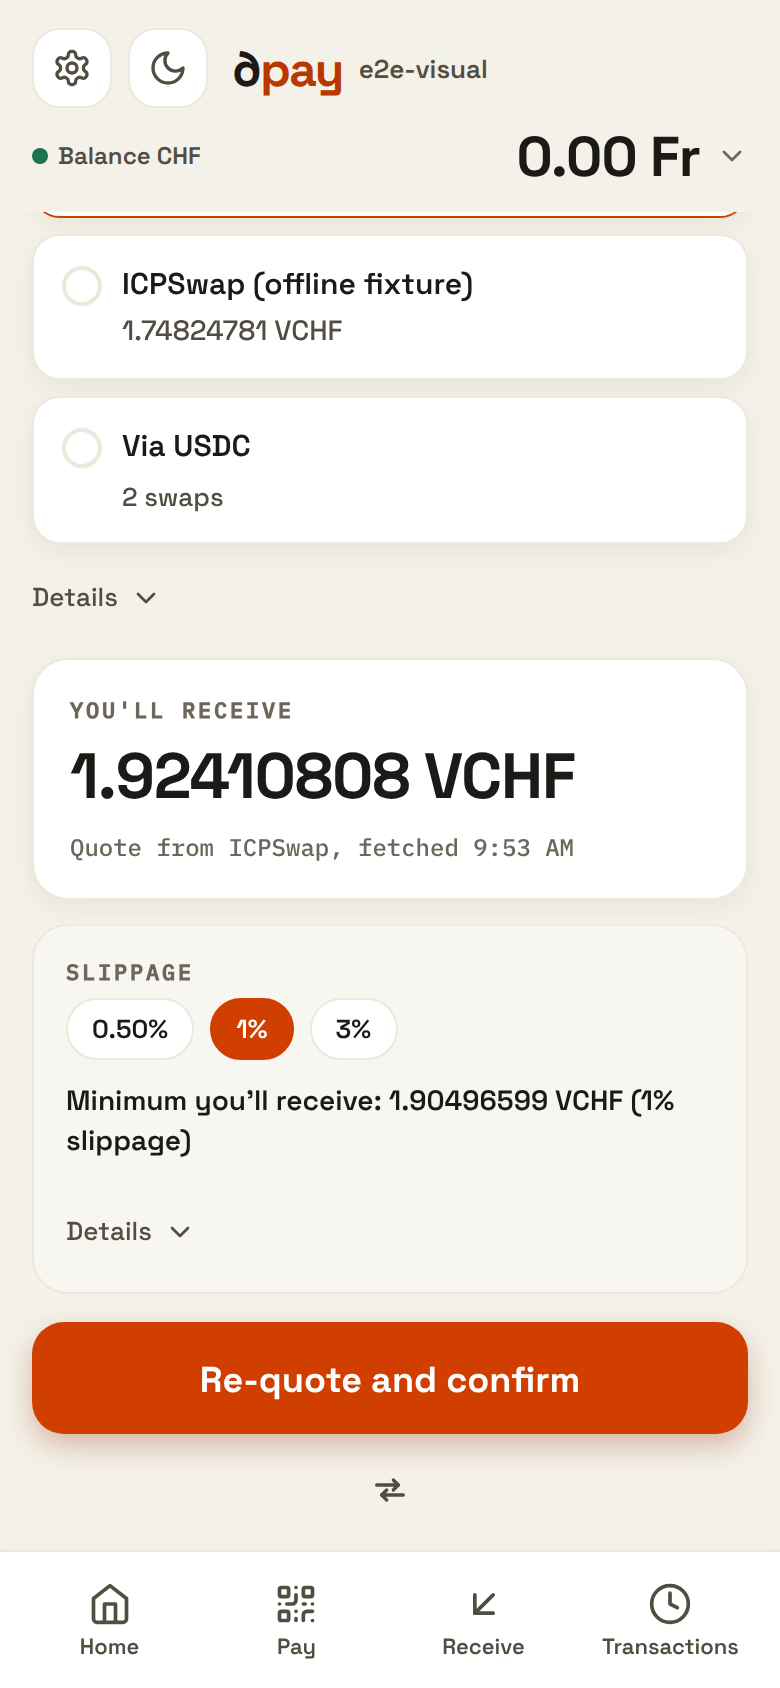 ∂pay e2e-visual
Balance CHF
0.00 Fr
ICPSwap (offline fixture)
1.74824781 VCHF
Via USDC
2 swaps
Details
YOU'LL RECEIVE
1.92410808 VCHF
Quote from ICPSwap, fetched 9:53 AM
SLIPPAGE
0.50%
1%
3%
Minimum you’ll receive: 1.90496599 VCHF (1%
slippage)
Details
Re-quote and confirm
Home
Pay
Receive
Transactions